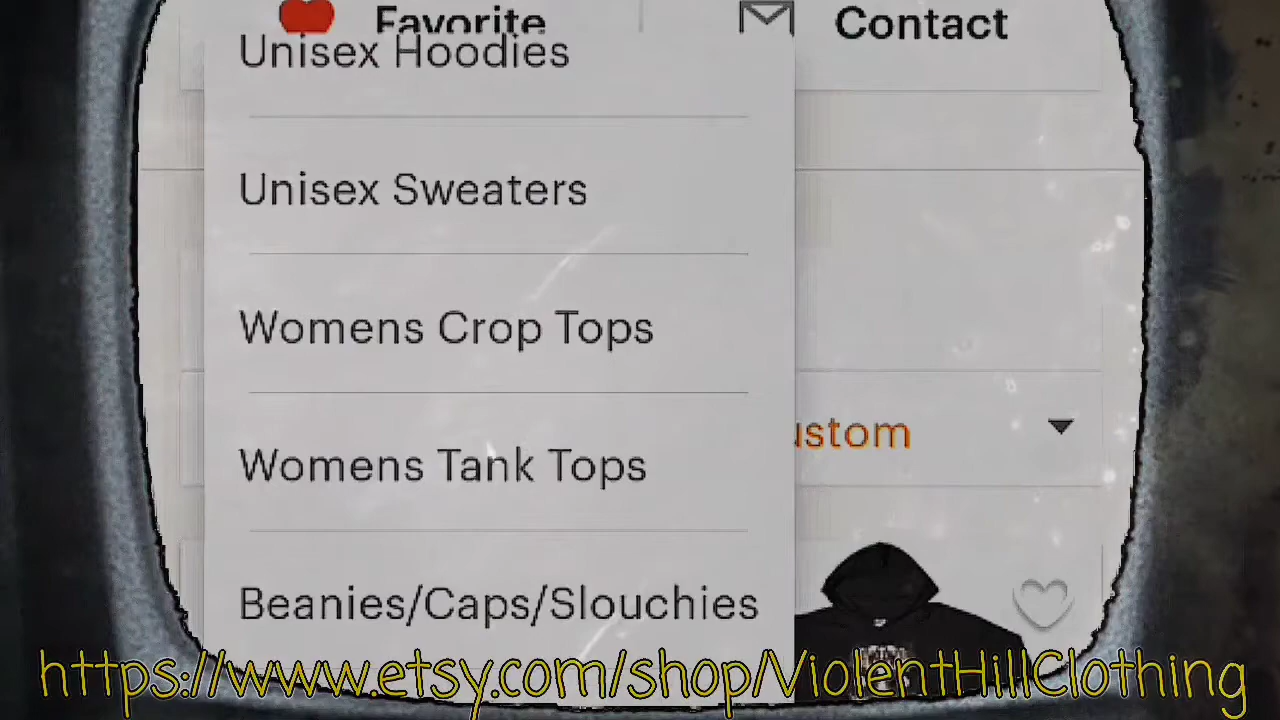 Favorite
Contact
Unisex Hoodies
Unisex Sweaters
Womens Crop Tops
ustom
Womens Tank Tops
Beanies/Caps/Slouchies
https://www.etsy.com/shop/ViolentHillClothing